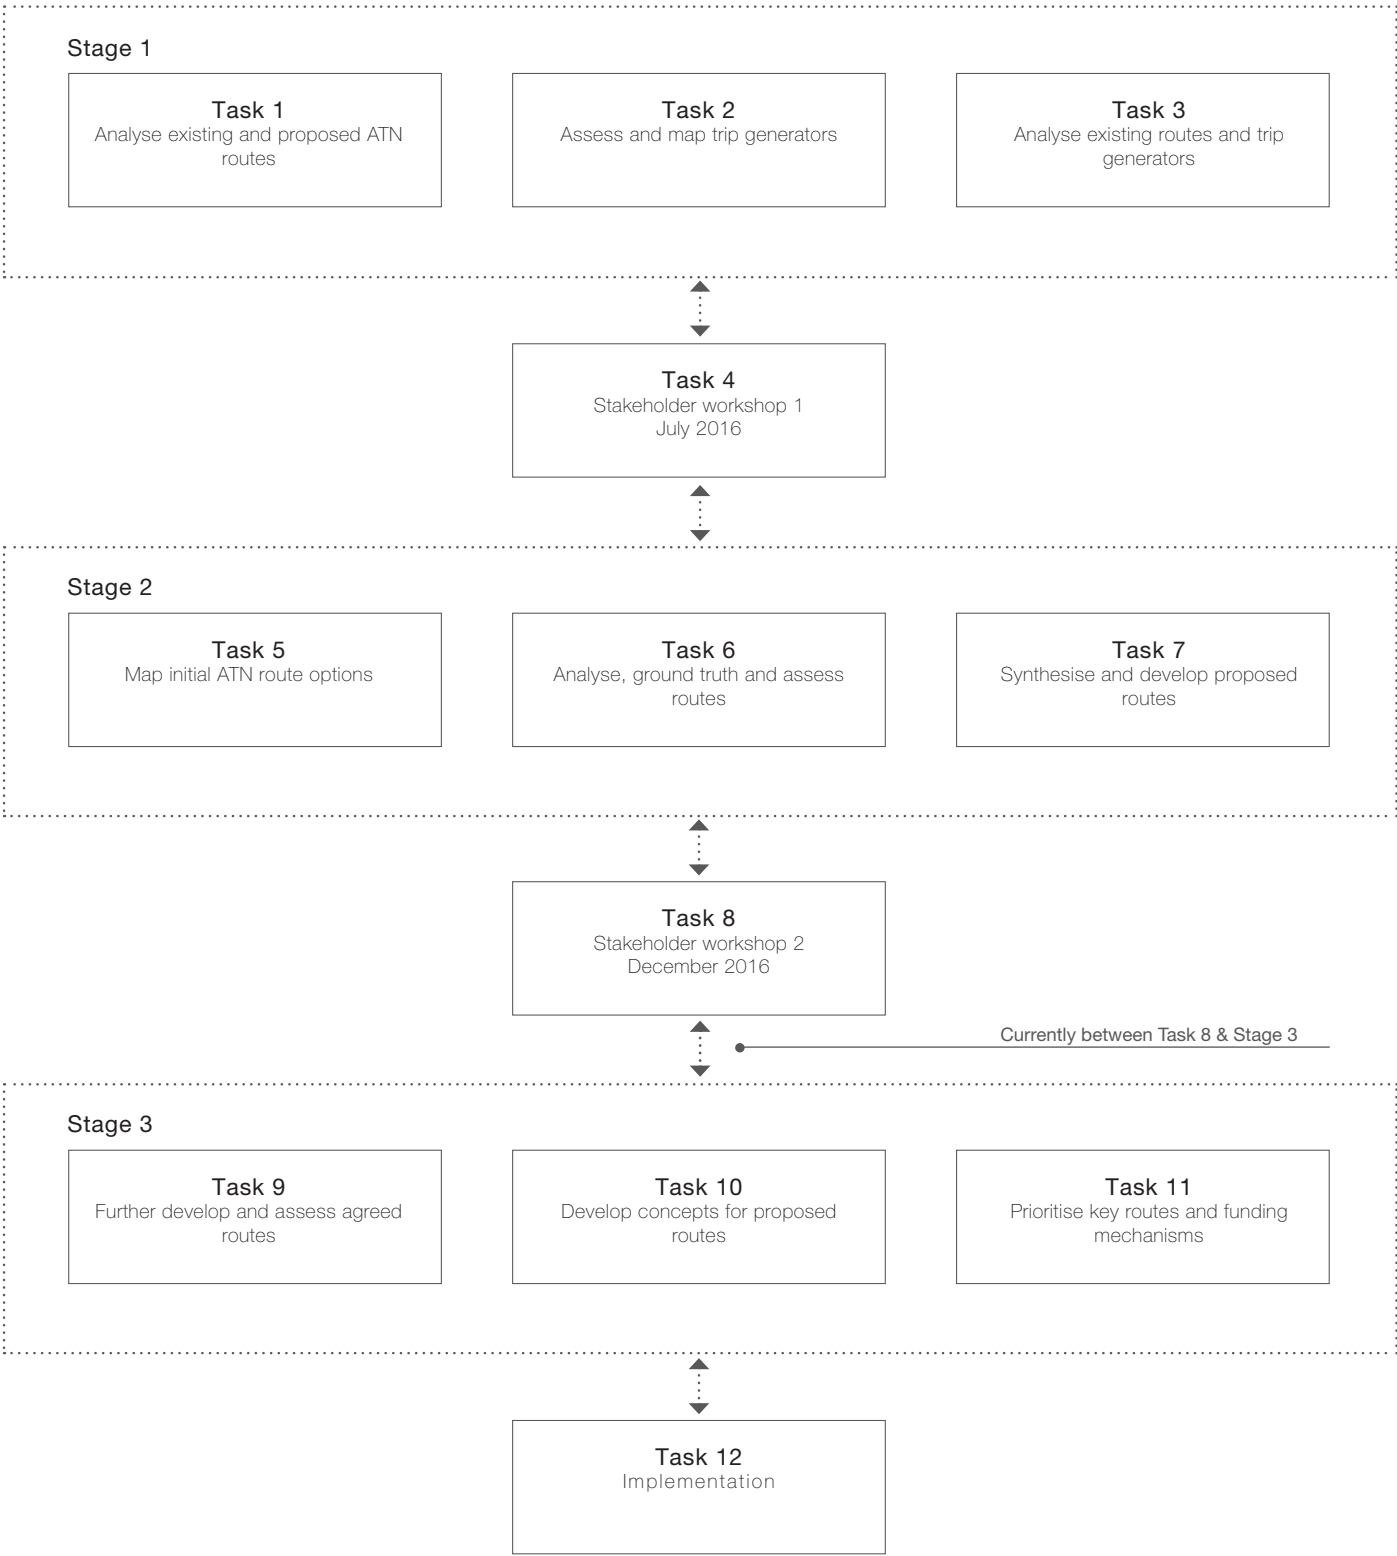 Stage 1
Task 1
Analyse existing and proposed ATN
routes
Task 2
Assess and map trip generators
Task 3
Analyse existing routes and trip
generators
Task 4
Stakeholder workshop 1
July 2016
Stage 2
Task 5
Map initial ATN route options
Task 6
Analyse, ground truth and assess
routes
Task 7
Synthesise and develop proposed
routes
Task 8
Stakeholder workshop 2
December 2016
Currently between Task 8 & Stage 3
Stage 3
Task 9
Further develop and assess agreed
routes
Task 10
Develop concepts for proposed
routes
Task 11
Prioritise key routes and funding
mechanisms
Task 12
Implementation